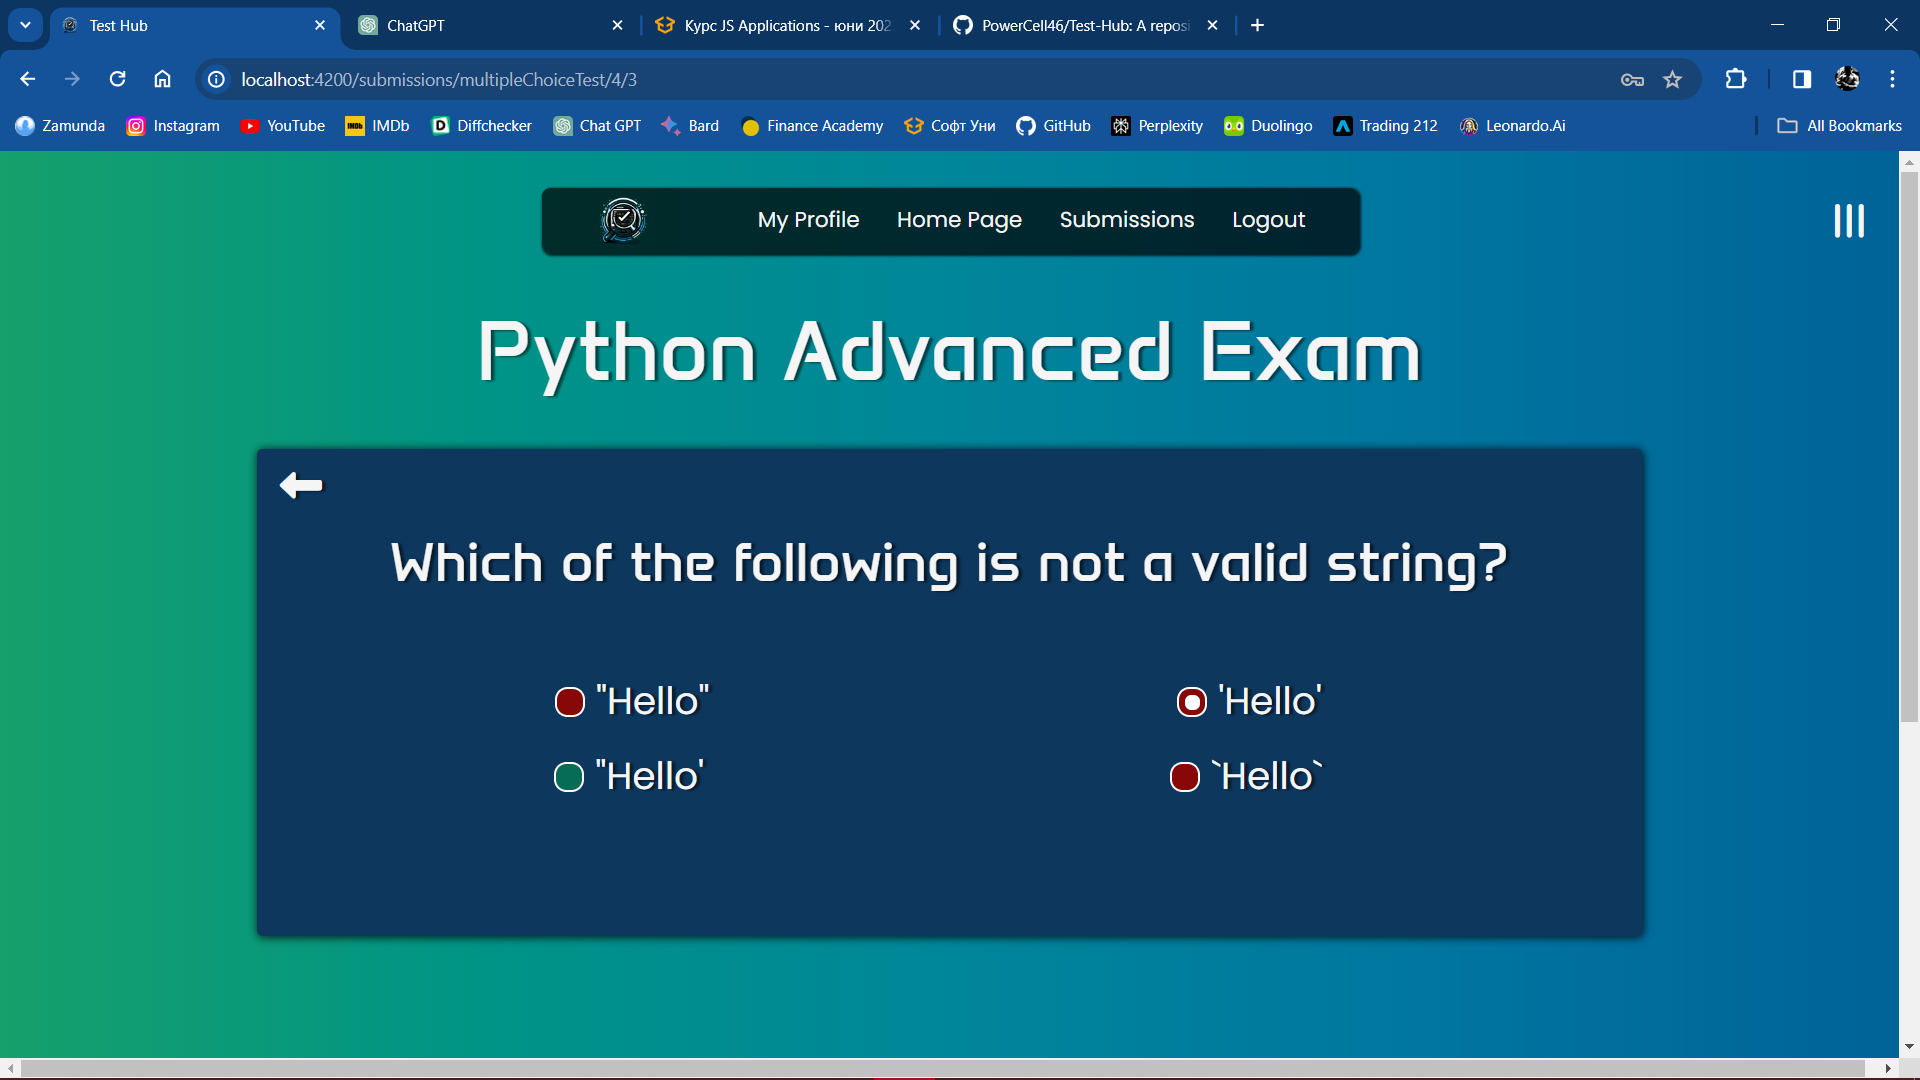 Test Hub
ChatGPT
Курс JS Applications - юни 202
PowerCell46/Test-Hub: A reposi
localhost:4200/submissions/multipleChoiceTest/4/3
Zamunda
Instagram
YouTube
IMDb IMDb
Diffchecker
Chat GPT
Bard
Finance Academy
Софт Уни
GitHub
Perplexity
Duolingo
Trading 212
Leonardo.Ai
All Bookmarks
My Profile
Home Page
Submissions
Logout
Python Advanced Exam
Which of the following is not a valid string?
"Hello"
'Hello'
"Hello'
`Hello`